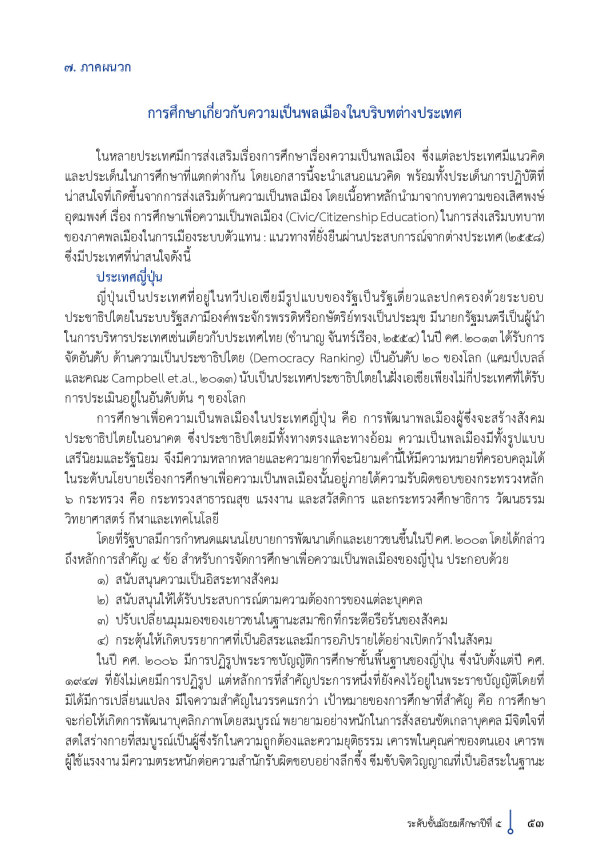 ๗. ภาคผนวก
การศึกษาเกี่ยวกับความเป็นพลเมืองในบริบทต่างประเทศ
ในหลายประเทศมีการส่งเสริมเรื่องการศึกษาเรื่องความเป็นพลเมือง ซึ่งแต่ละประเทศมีแนวคิด
และประเด็นในการศึกษาที่แตกต่างกัน โดยเอกสารนี้จะนำเสนอแนวคิด พร้อมทั้งประเด็นการปฏิบัติที่
น่าสนใจที่เกิดขึ้นจากการส่งเสริมด้านความเป็นพลเมือง โดยเนื้อหาหลักนำมาจากบทความของเลิศพงษ์
อุดมพงศ์ เรื่อง การศึกษาเพื่อความเป็นพลเมือง (Civic/Citizenship Education) ในการส่งเสริมบทบาท
ของภาคพลเมืองในการเมืองระบบตัวแทน : แนวทางที่ยั่งยืนผ่านประสบการณ์จากต่างประเทศ (๒๕๕๘)
ซึ่งมีประเทศที่น่าสนใจดังนี้
ประเทศญี่ปุ่น
ญี่ปุ่นเป็นประเทศที่อยู่ในทวีปเอเชียมีรูปแบบของรัฐเป็นรัฐเดี่ยวและปกครองด้วยระบอบ
ประชาธิปไตยในระบบรัฐสภามีองค์พระจักรพรรดิหรือกษัตริย์ทรงเป็นประมุข มีนายกรัฐมนตรีเป็นผู้นำ
ในการบริหารประเทศเช่นเดียวกับประเทศไทย (ชำนาญ จันทร์เรือง, ๒๕๕๔) ในปี คศ. ๒๐๑๓ ได้รับการ
จัดอันดับ ด้านความเป็นประชาธิปไตย (Democracy Ranking) เป็นอันดับ ๒๐ ของโลก (แคมป์เบลล์
และคณะ Campbell et.al., ๒๐๑๓) นับเป็นประเทศประชาธิปไตยในฝั่งเอเชียเพียงไม่กี่ประเทศที่ได้รับ
การประเมินอยู่ในอันดับต้น ๆ ของโลก
การศึกษาเพื่อความเป็นพลเมืองในประเทศญี่ปุ่น คือ การพัฒนาพลเมืองผู้ซึ่งจะสร้างสังคม
ประชาธิปไตยในอนาคต ซึ่งประชาธิปไตยมีทั้งทางตรงและทางอ้อม ความเป็นพลเมืองมีทั้งรูปแบบ
เสรีนิยมและรัฐนิยม จึงมีความหลากหลายและความยากที่จะนิยามคำนี้ให้มีความหมายที่ครอบคลุมได้
ในระดับนโยบายเรื่องการศึกษาเพื่อความเป็นพลเมืองนั้นอยู่ภายใต้ความรับผิดชอบของกระทรวงหลัก
๖ กระทรวง คือ กระทรวงสาธารณสุข แรงงาน และสวัสดิการ และกระทรวงศึกษาธิการ วัฒนธรรม
วิทยาศาสตร์ กีฬาและเทคโนโลยี
โดยที่รัฐบาลมีการกำหนดแผนนโยบายการพัฒนาเด็กและเยาวชนขึ้นในปี คศ. ๒๐๐๓ โดยได้กล่าว
ถึงหลักการสำคัญ ๔ ข้อ สำหรับการจัดการศึกษาเพื่อความเป็นพลเมืองของญี่ปุ่น ประกอบด้วย
๑) สนับสนุนความเป็นอิสระทางสังคม
๒) สนับสนุนให้ได้รับประสบการณ์ตามความต้องการของแต่ละบุคคล
๓) ปรับเปลี่ยนมุมมองของเยาวชนในฐานะสมาชิกที่กระตือรือร้นของสังคม
๔) กระตุ้นให้เกิดบรรยากาศที่เป็นอิสระและมีการอภิปรายได้อย่างเปิดกว้างในสังคม
ในปี คศ. ๒๐๐๖ มีการปฏิรูปพระราชบัญญัติการศึกษาขั้นพื้นฐานของญี่ปุ่น ซึ่งนับตั้งแต่ปี คศ.
๑๙๔๗ ที่ยังไม่เคยมีการปฏิรูป แต่หลักการที่สำคัญประการหนึ่งที่ยังคงไว้อยู่ในพระราชบัญญัติโดยที่
มิได้มีการเปลี่ยนแปลง มีใจความสำคัญในวรรคแรกว่า เป้าหมายของการศึกษาที่สำคัญ คือ การศึกษา
จะก่อให้เกิดการพัฒนาบุคลิกภาพโดยสมบูรณ์ พยายามอย่างหนักในการสั่งสอนขัดเกลาบุคคล มีจิตใจที่
สดใสร่างกายที่สมบูรณ์เป็นผู้ซึ่งรักในความถูกต้องและความยุติธรรม เคารพในคุณค่าของตนเอง เคารพ
ผู้ใช้แรงงาน มีความตระหนักต่อความสำนึกรับผิดชอบอย่างลึกซึ้ง ซึมซับจิตวิญญาณที่เป็นอิสระในฐานะ
ระดับชั้นมัธยมศึกษาปีที่ ๕ ๕๓